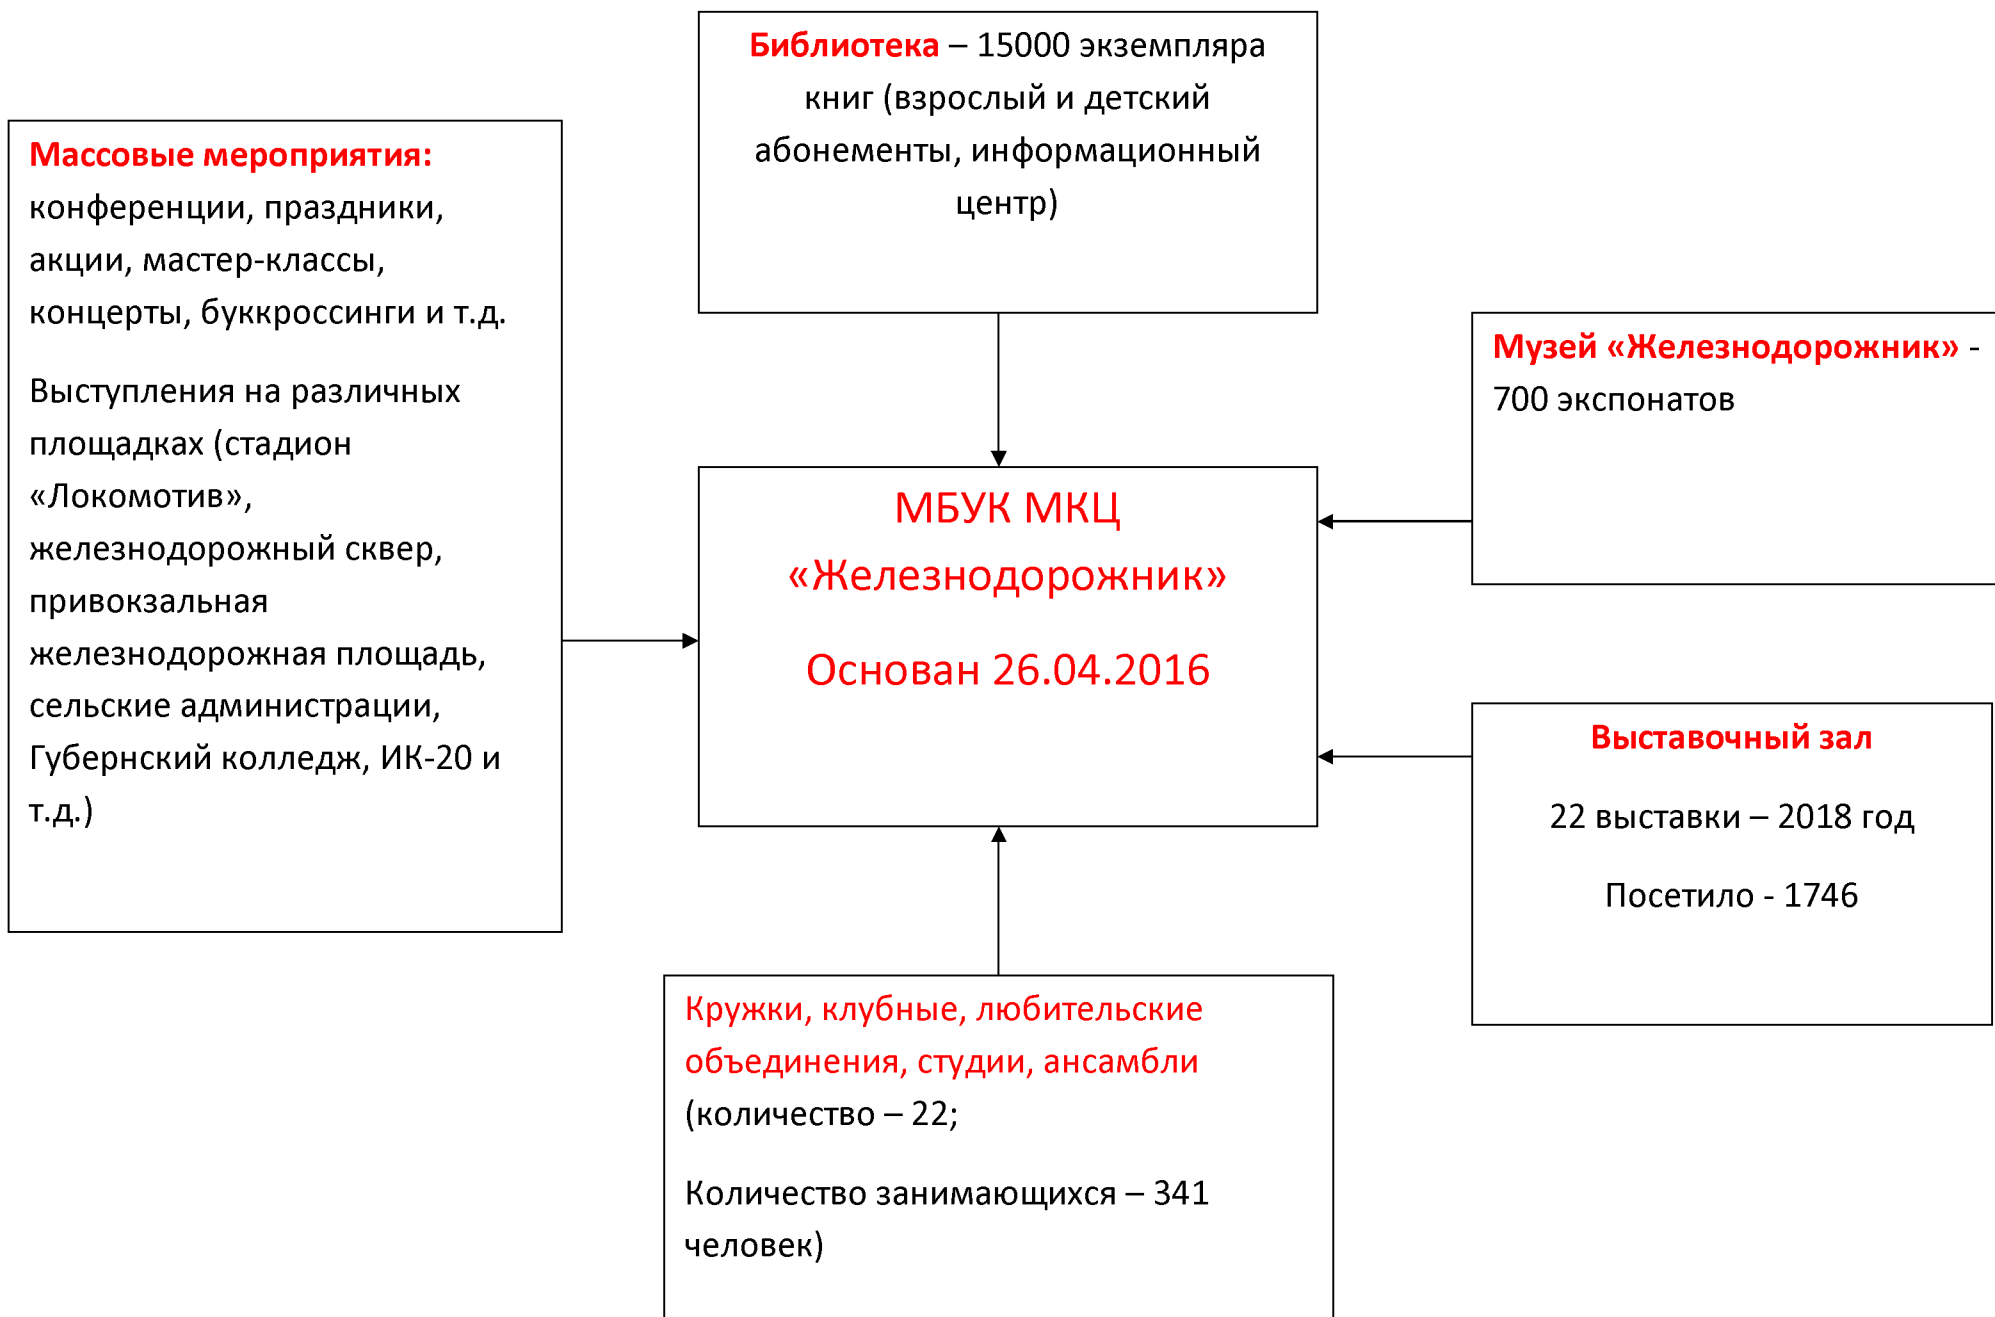 Библиотека – 15000 экземпляра
книг (взрослый и детский
абонементы, информационный
центр)
Массовые мероприятия:
конференции, праздники,
акции, мастер-классы,
концерты, буккроссинги и т.д.
Выступления на различных
площадках (стадион
«Локомотив»,
железнодорожный сквер,
привокзальная
железнодорожная площадь,
сельские администрации,
Губернский колледж, ИК-20 и
т.д.)
Музей «Железнодорожник» -
700 экспонатов
МБУК МКЦ
«Железнодорожник»
Основан 26.04.2016
Выставочный зал
22 выставки – 2018 год
Посетило - 1746
Кружки, клубные, любительские
объединения, студии, ансамбли
(количество – 22;
Количество занимающихся – 341
человек)